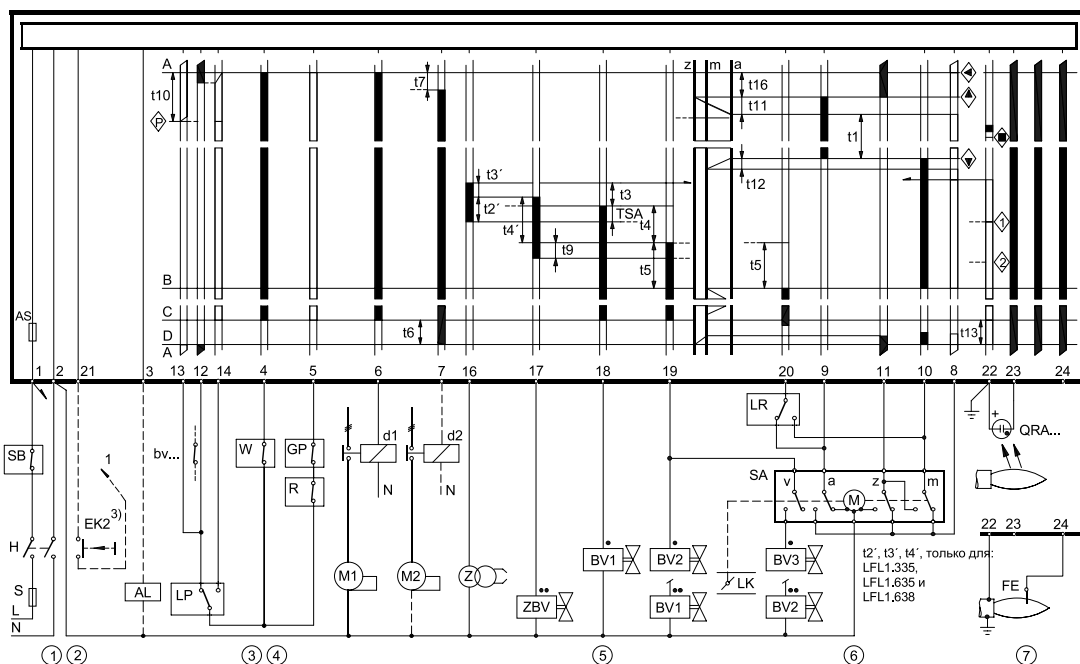 A z m a
t7 t16
t10 t11
P t1
t3´ t12
t2´ t3
TSA
t4´ t4
t9
t5 t5
1
2
B
C
AS t6 t13
D
A
1 2 21 3 13 12 14 4 5 6 7 16 17 18 19 20 9 11 10 8 22 23 24
LR
+
QRA...
SB bv... W GP d1 d2
1 R N N SA v a z m
M
EK2 3)
H
22 23 24
t2´, t3´, t4´, только для:
LFL1.335,
LFL1.635 и
LFL1.638
BV1 BV2 BV3
S AL LP M1 M2 Z LK FE
L ZBV BV1 BV2
N
1 2 3 4 5 6 7